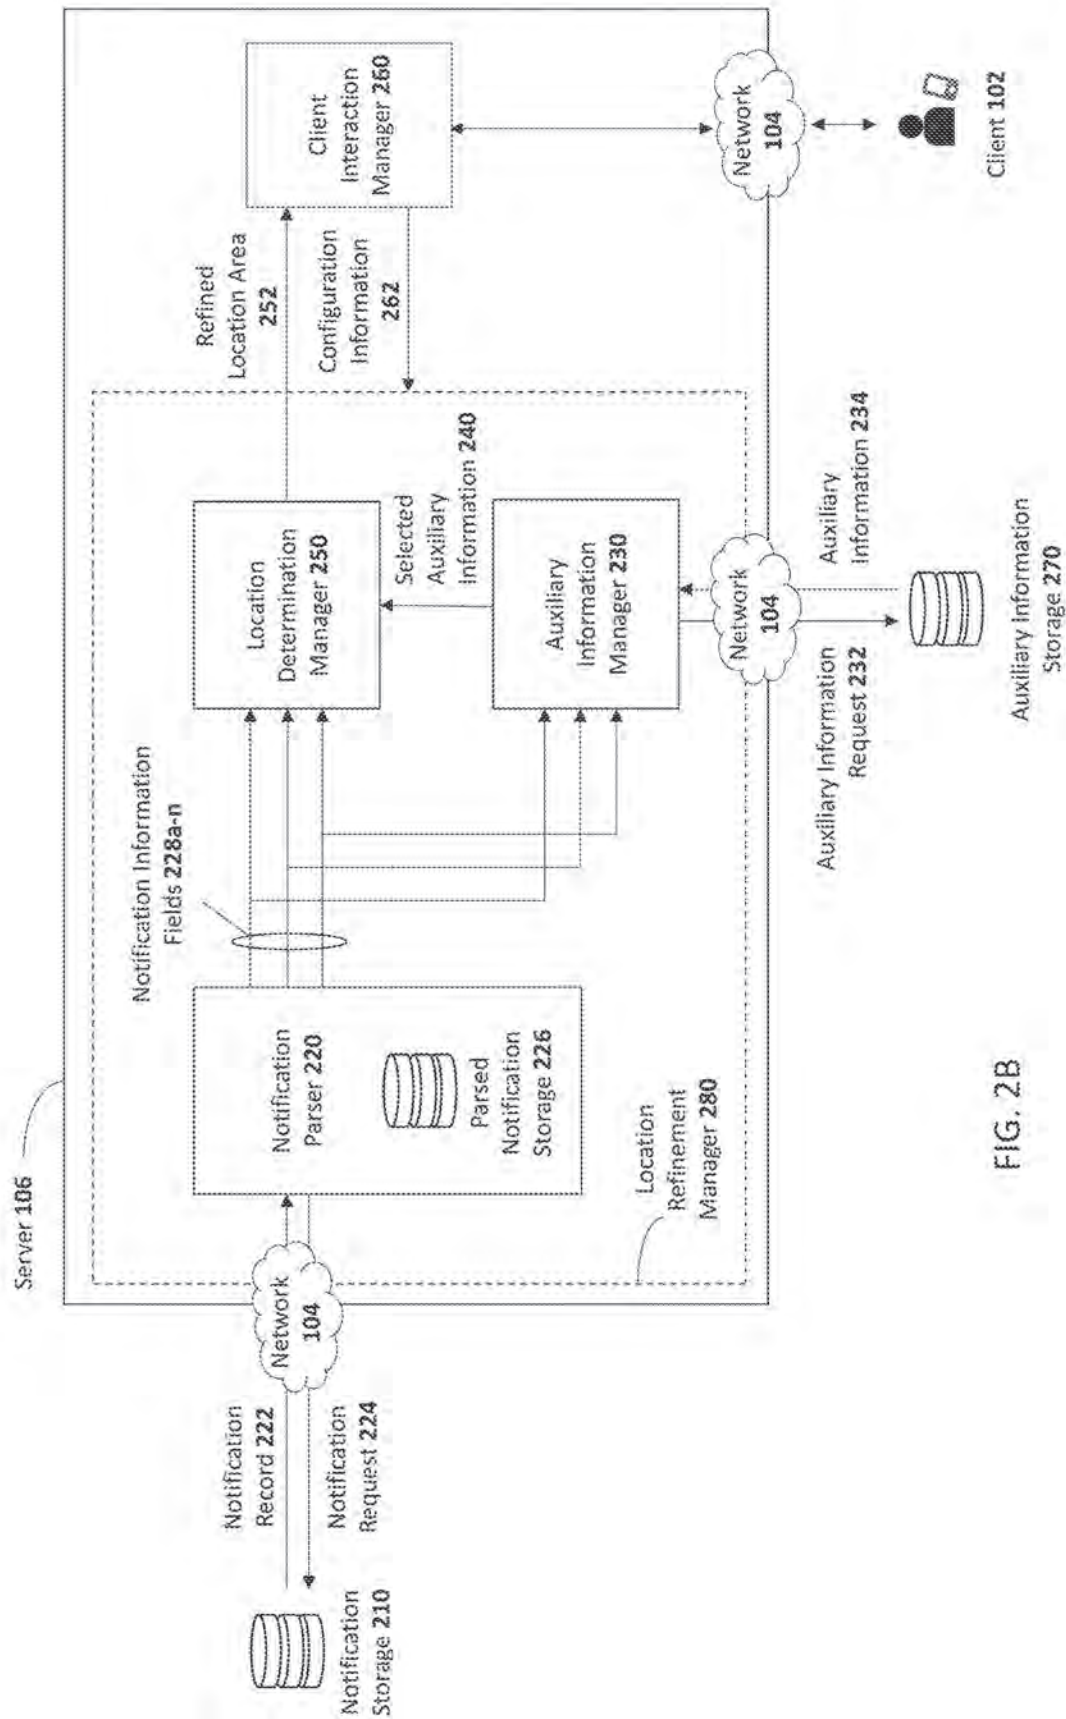 Server 106
Notification
Storage 210
Notification
Record 222
Notification
Request 224
Network
104
Notification
Parser 220
Parsed
Notification
Storage 226
Location
Refinement
Manager 280
Notification Information
Fields 228a-n
Location
Determination
Manager 250
Selected
Auxiliary
Information 240
Auxiliary
Information
Manager 230
Refined
Location Area
252
Configuration
Information
262
Client
Interaction
Manager 260
Network
104
Auxiliary Information
Request 232
Auxiliary
Information 234
Auxiliary Information
Storage 270
Network
104
Client 102
FIG. 2B